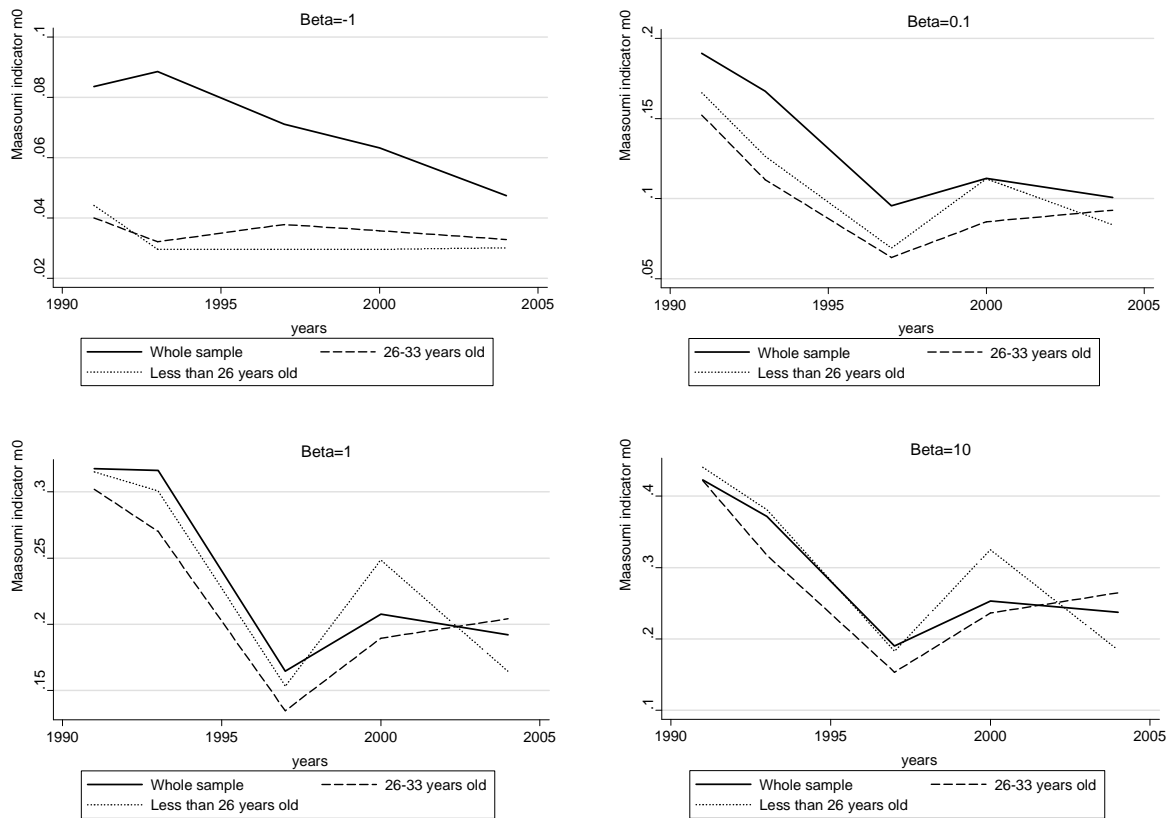 Beta=-1
Maasoumi indicator m0
.1
.08
.06
.04
.02
1990 1995 2000 2005
years
Whole sample 26-33 years old
Less than 26 years old
Beta=0.1
Maasoumi indicator m0
.2
.15
.1
.05
1990 1995 2000 2005
years
Whole sample 26-33 years old
Less than 26 years old
Beta=1
Maasoumi indicator m0
.3
.25
.2
.15
1990 1995 2000 2005
years
Whole sample 26-33 years old
Less than 26 years old
Beta=10
Maasoumi indicator m0
.4
.3
.2
.1
1990 1995 2000 2005
years
Whole sample 26-33 years old
Less than 26 years old